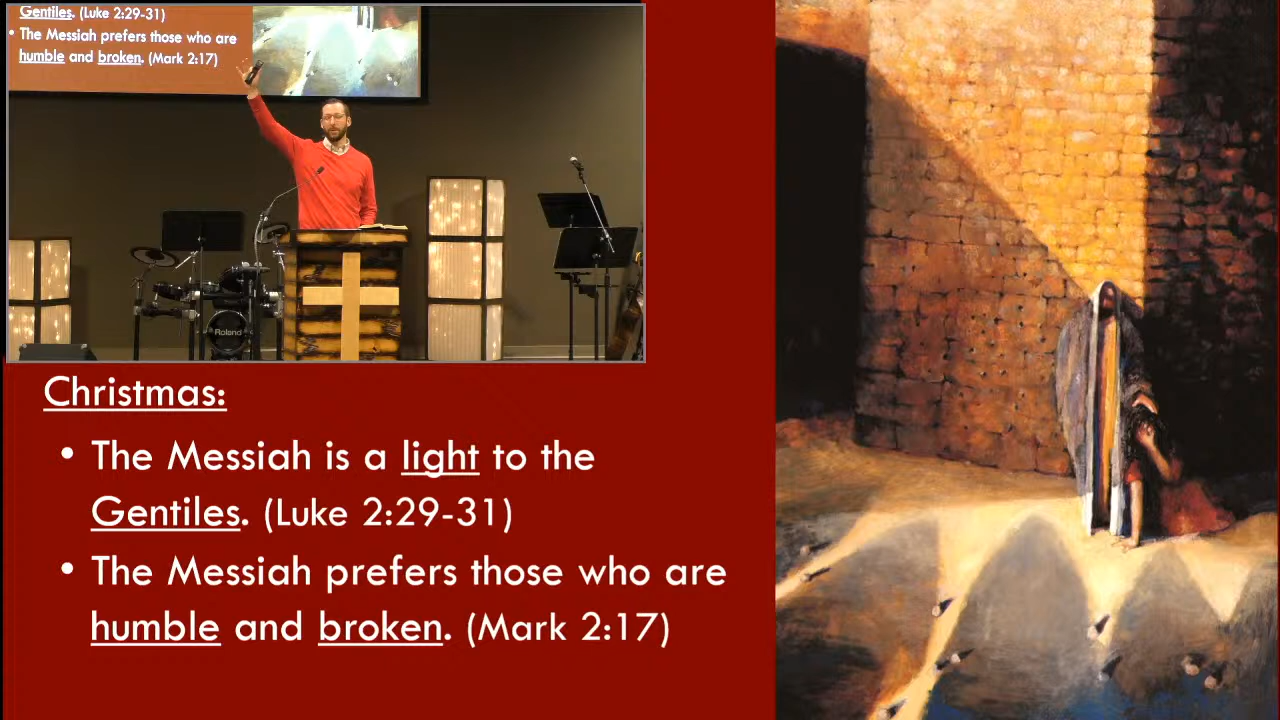 Gentiles. (Luke 2:29-31)
• The Messiah prefers those who are
humble and broken. (Mark 2:17)
Roland
Christmas:
• The Messiah is a light to the
Gentiles. (Luke 2:29-31)
• The Messiah prefers those who are
humble and broken. (Mark 2:17)